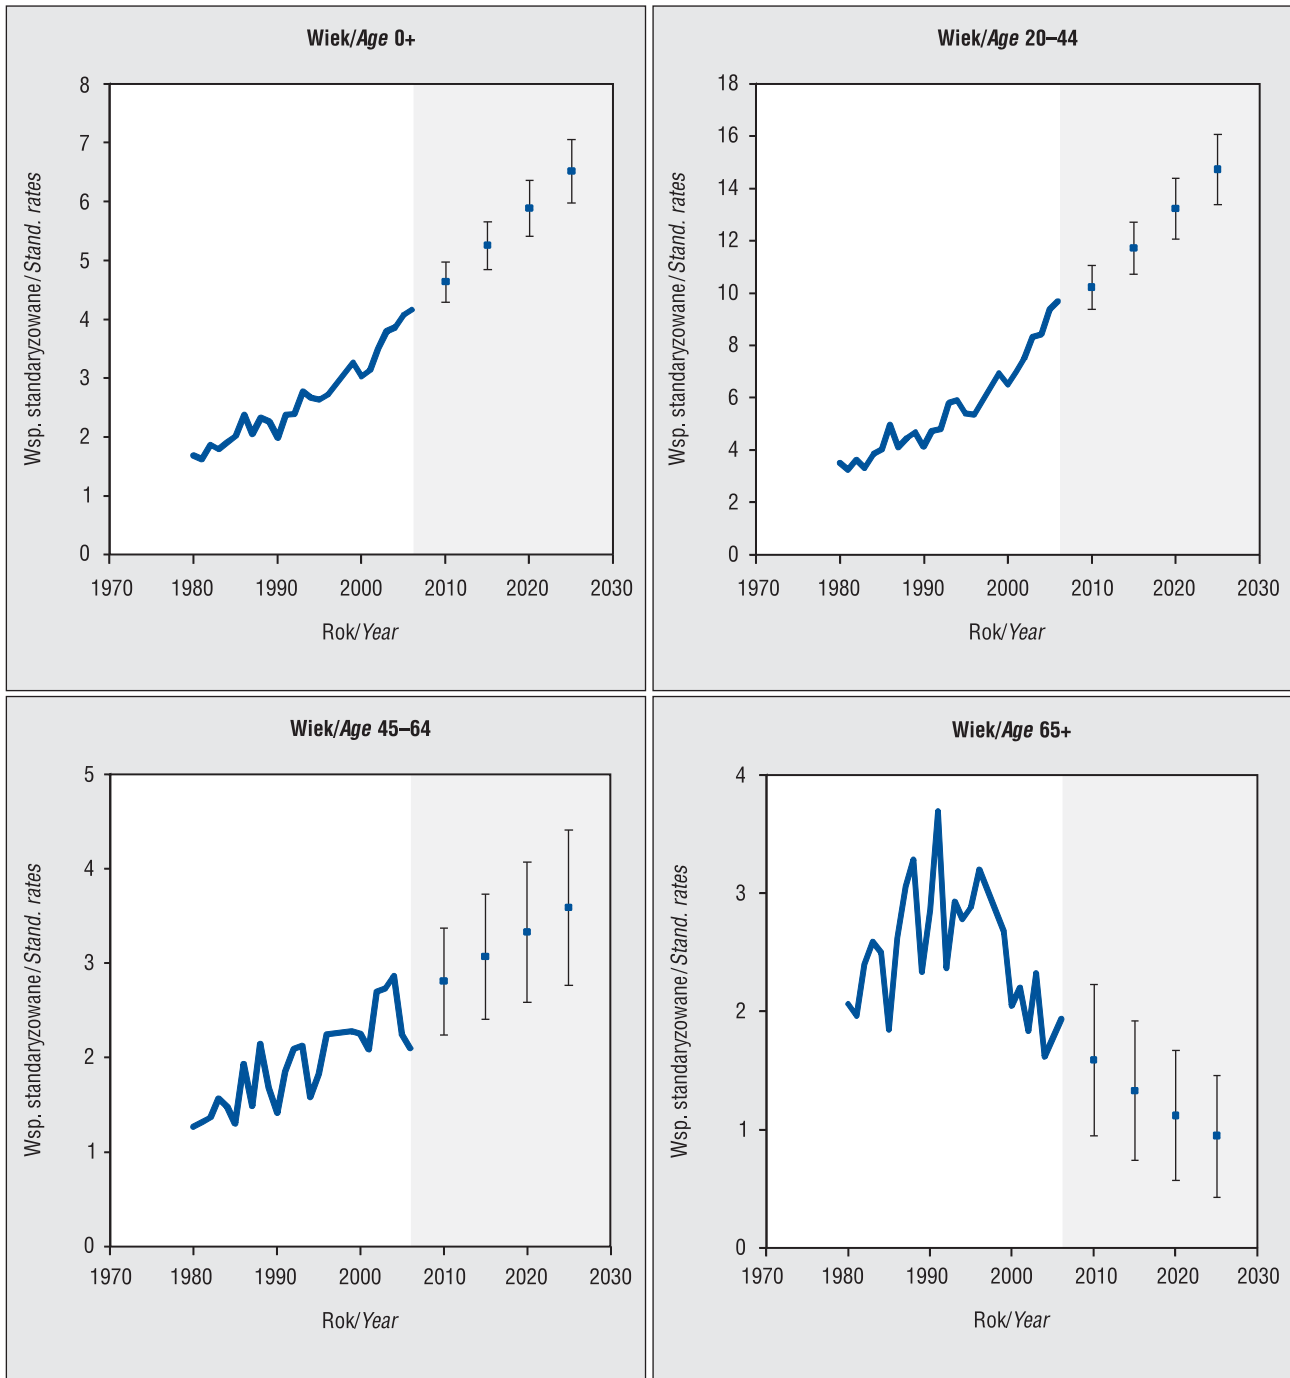 Wiek/Age 0+
Wsp. standaryzowane/Stand. rates
8
7
6
5
4
3
2
1
0
1970 1980 1990 2000 2010 2020 2030
Rok/Year
Wiek/Age 20–44
Wsp. standaryzowane/Stand. rates
18
16
14
12
10
8
6
4
2
0
1970 1980 1990 2000 2010 2020 2030
Rok/Year
Wiek/Age 45–64
Wsp. standaryzowane/Stand. rates
5
4
3
2
1
0
1970 1980 1990 2000 2010 2020 2030
Rok/Year
Wiek/Age 65+
Wsp. standaryzowane/Stand. rates
4
3
2
1
0
1970 1980 1990 2000 2010 2020 2030
Rok/Year